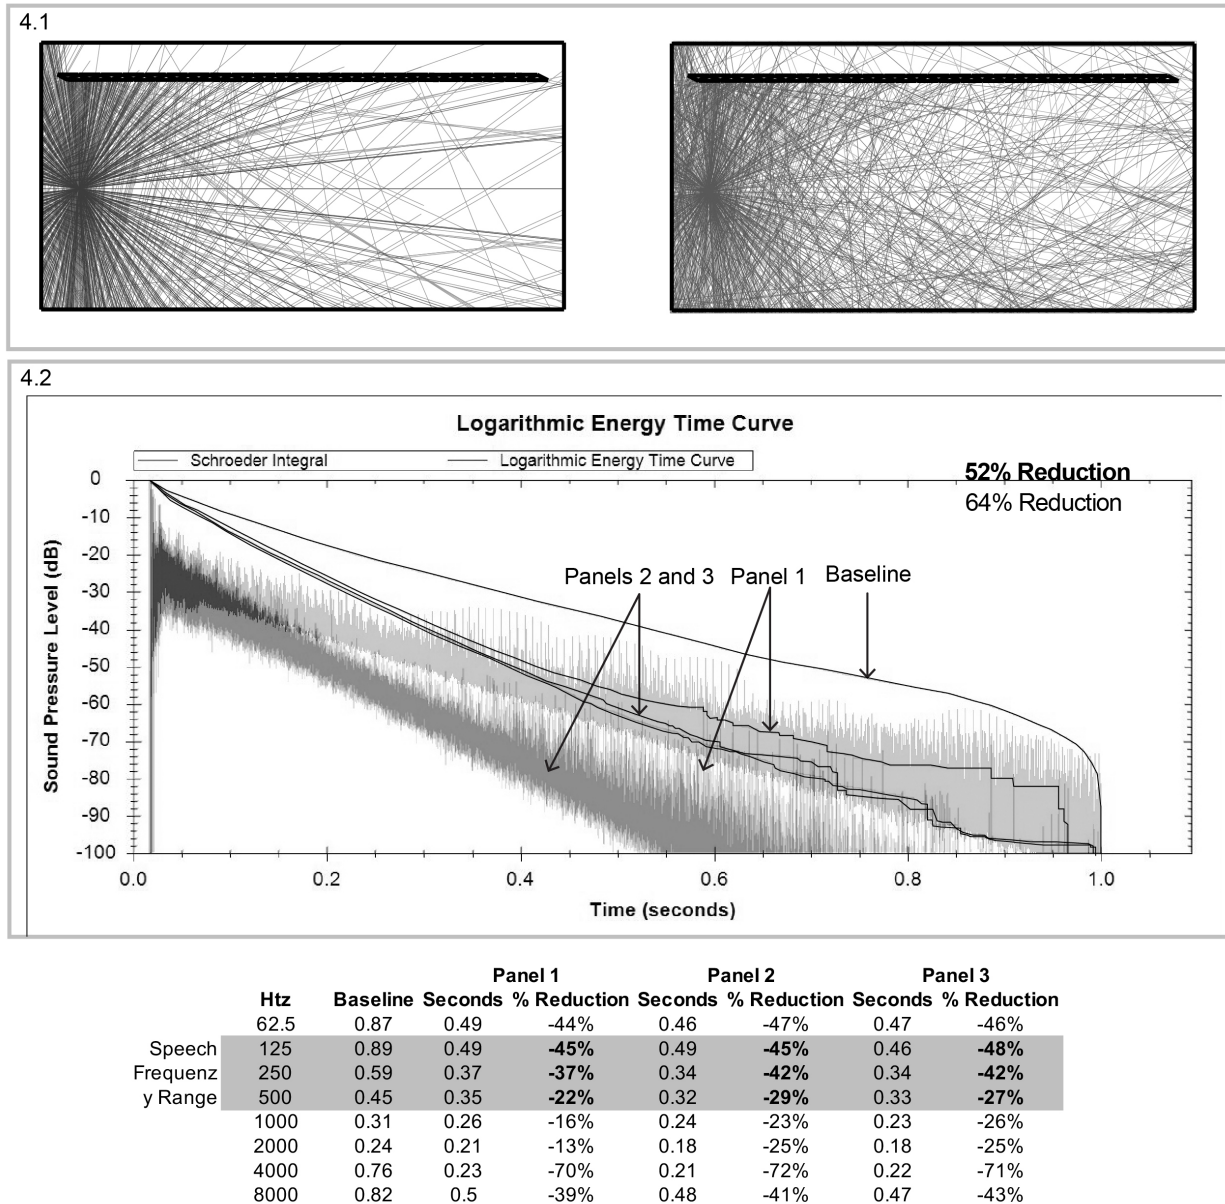 4.1
4.2
Logarithmic Energy Time Curve
Schroeder Integral Logarithmic Energy Time Curve
52% Reduction
64% Reduction
Panels 2 and 3 Panel 1 Baseline
Sound Pressure Level (dB)
0
-10
-20
-30
-40
-50
-60
-70
-80
-90
-100
0.0 0.2 0.4 0.6 0.8 1.0
Time (seconds)
Panel 1 Panel 2 Panel 3
Htz Baseline Seconds % Reduction Seconds % Reduction Seconds % Reduction
62.5 0.87 0.49 -44% 0.46 -47% 0.47 -46%
Speech 125 0.89 0.49 -45% 0.49 -45% 0.46 -48%
Frequenz 250 0.59 0.37 -37% 0.34 -42% 0.34 -42%
y Range 500 0.45 0.35 -22% 0.32 -29% 0.33 -27%
1000 0.31 0.26 -16% 0.24 -23% 0.23 -26%
2000 0.24 0.21 -13% 0.18 -25% 0.18 -25%
4000 0.76 0.23 -70% 0.21 -72% 0.22 -71%
8000 0.82 0.5 -39% 0.48 -41% 0.47 -43%